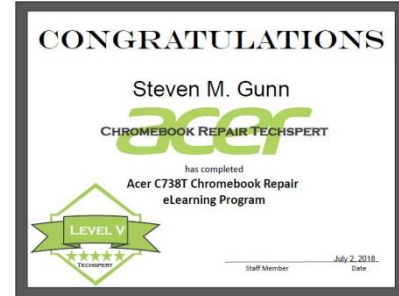 CONGRATULATIONS
Steven M. Gunn
acer
CHROMEBOOK REPAIR TECHSPERT
has completed
Acer C738T Chromebook Repair
eLearning Program
LEVEL V
TECHSPERT
July 2, 2018
Staff Member Date